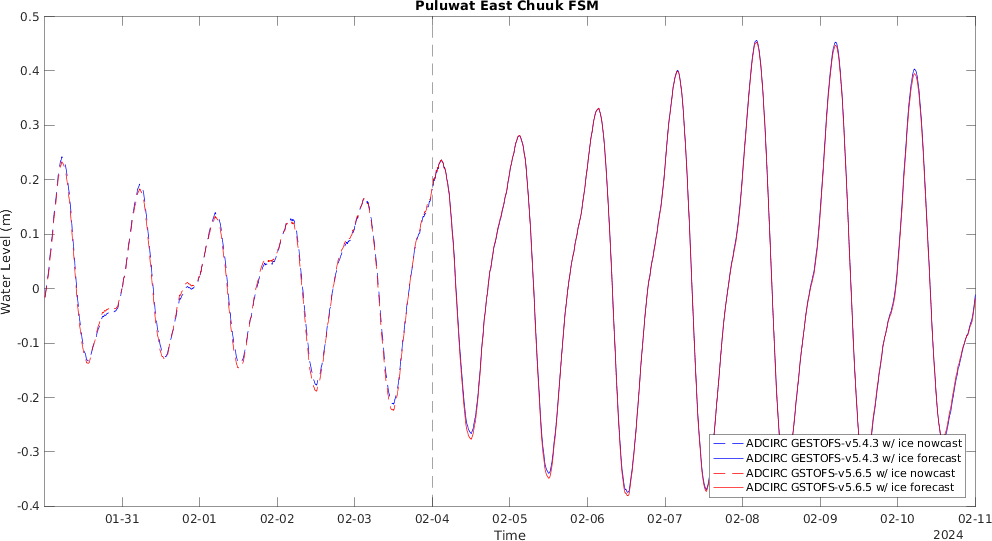 Puluwat East Chuuk FSM
0.5
0.4
0.3
0.2
0.1
0
-0.1
-0.2
-0.3
-0.4
Water Level (m)
01-31 02-01 02-02 02-03 02-04 02-05 02-06 02-07 02-08 02-09 02-10 02-11
Time
2024
ADCIRC GESTOFS-v5.4.3 w/ ice nowcast
ADCIRC GESTOFS-v5.4.3 w/ ice forecast
ADCIRC GSTOFS-v5.6.5 w/ ice nowcast
ADCIRC GSTOFS-v5.6.5 w/ ice forecast